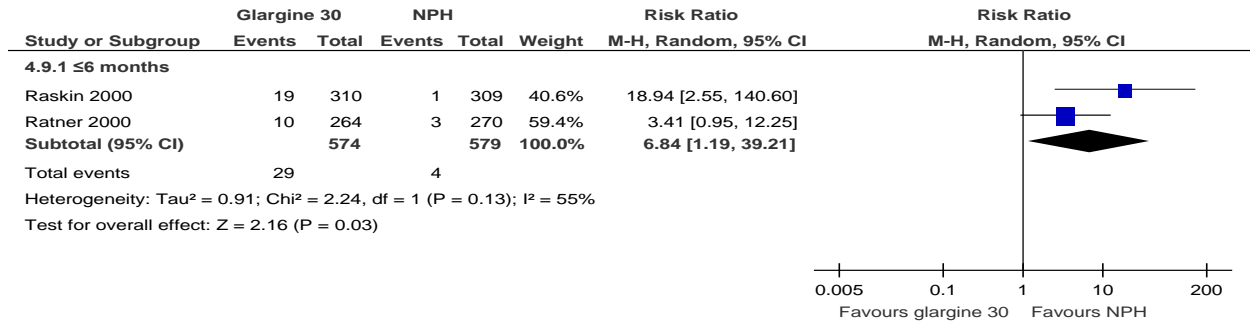 Glargine 30 NPH Risk Ratio Risk Ratio
Study or Subgroup Events Total Events Total Weight M-H, Random, 95% CI M-H, Random, 95% CI
4.9.1 ≤6 months
Raskin 2000 19 310 1 309 40.6% 18.94 [2.55, 140.60]
Ratner 2000 10 264 3 270 59.4% 3.41 [0.95, 12.25]
Subtotal (95% CI) 574 579 100.0% 6.84 [1.19, 39.21]
Total events 29 4
Heterogeneity: Tau² = 0.91; Chi² = 2.24, df = 1 (P = 0.13); I² = 55%
Test for overall effect: Z = 2.16 (P = 0.03)
0.005 0.1 1 10 200
Favours glargine 30 Favours NPH